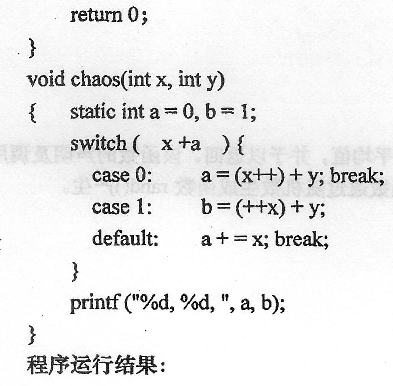 return 0;
}
void chaos(int x, int y)
{ static int a = 0, b = 1;
switch ( x +a ) {
case 0: a = (x++) + y; break;
case 1: b = (++x) + y;
default: a + = x; break;
}
printf ("%d, %d, ", a, b);
}
程序运行结果: